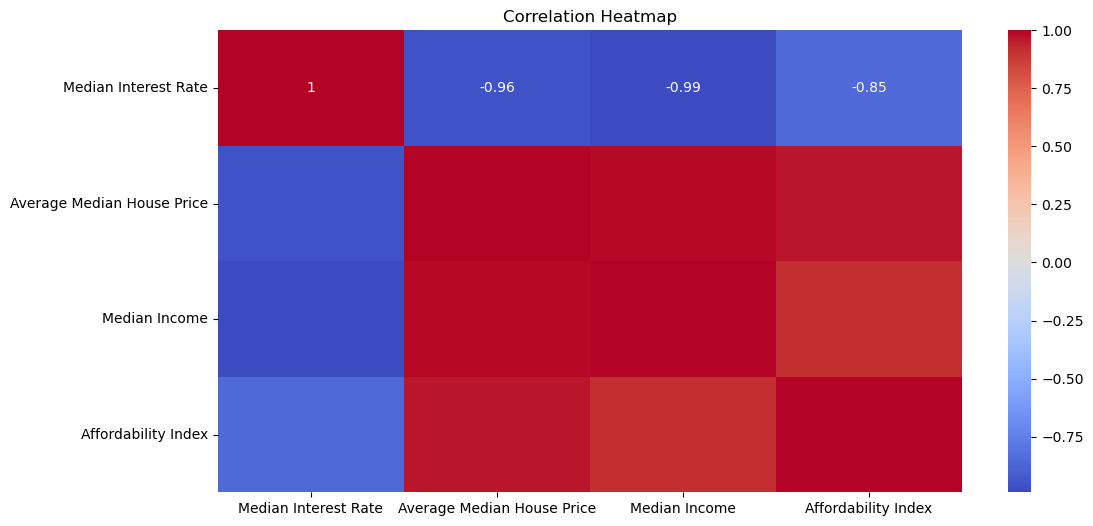 Correlation Heatmap
Median Interest Rate
1
-0.96
-0.99
-0.85
Average Median House Price
Median Income
Affordability Index
Median Interest Rate
Average Median House Price
Median Income
Affordability Index
1.00
0.75
0.50
0.25
0.00
−0.25
−0.50
−0.75